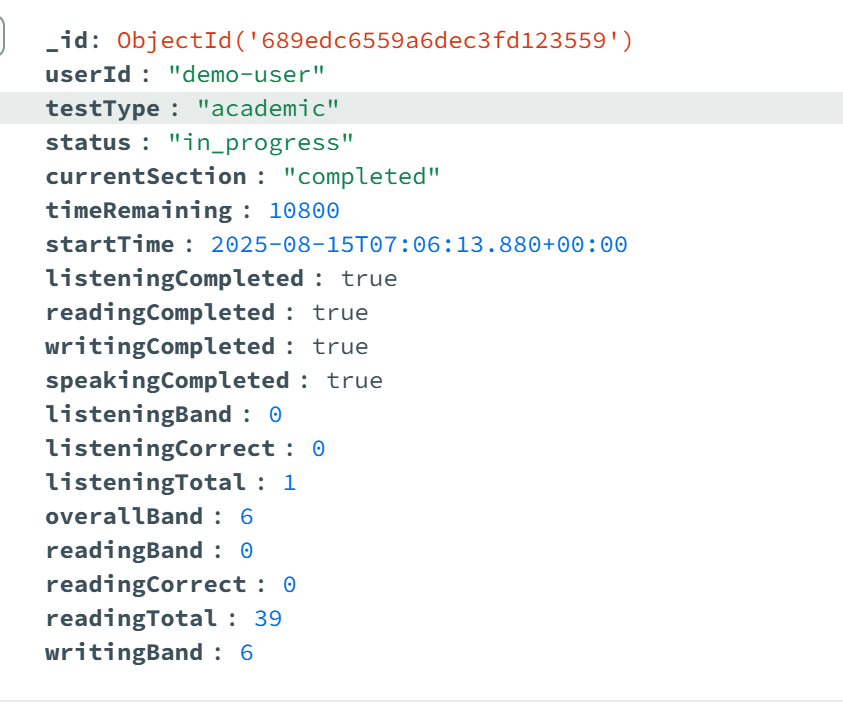 _id: ObjectId('689edc6559a6dec3fd123559')
userId : "demo-user"
testType : "academic"
status : "in_progress"
currentSection : "completed"
timeRemaining : 10800
startTime : 2025-08-15T07:06:13.880+00:00
listeningCompleted : true
readingCompleted : true
writingCompleted : true
speakingCompleted : true
listeningBand : 0
listeningCorrect : 0
listeningTotal : 1
overallBand : 6
readingBand : 0
readingCorrect : 0
readingTotal : 39
writingBand : 6